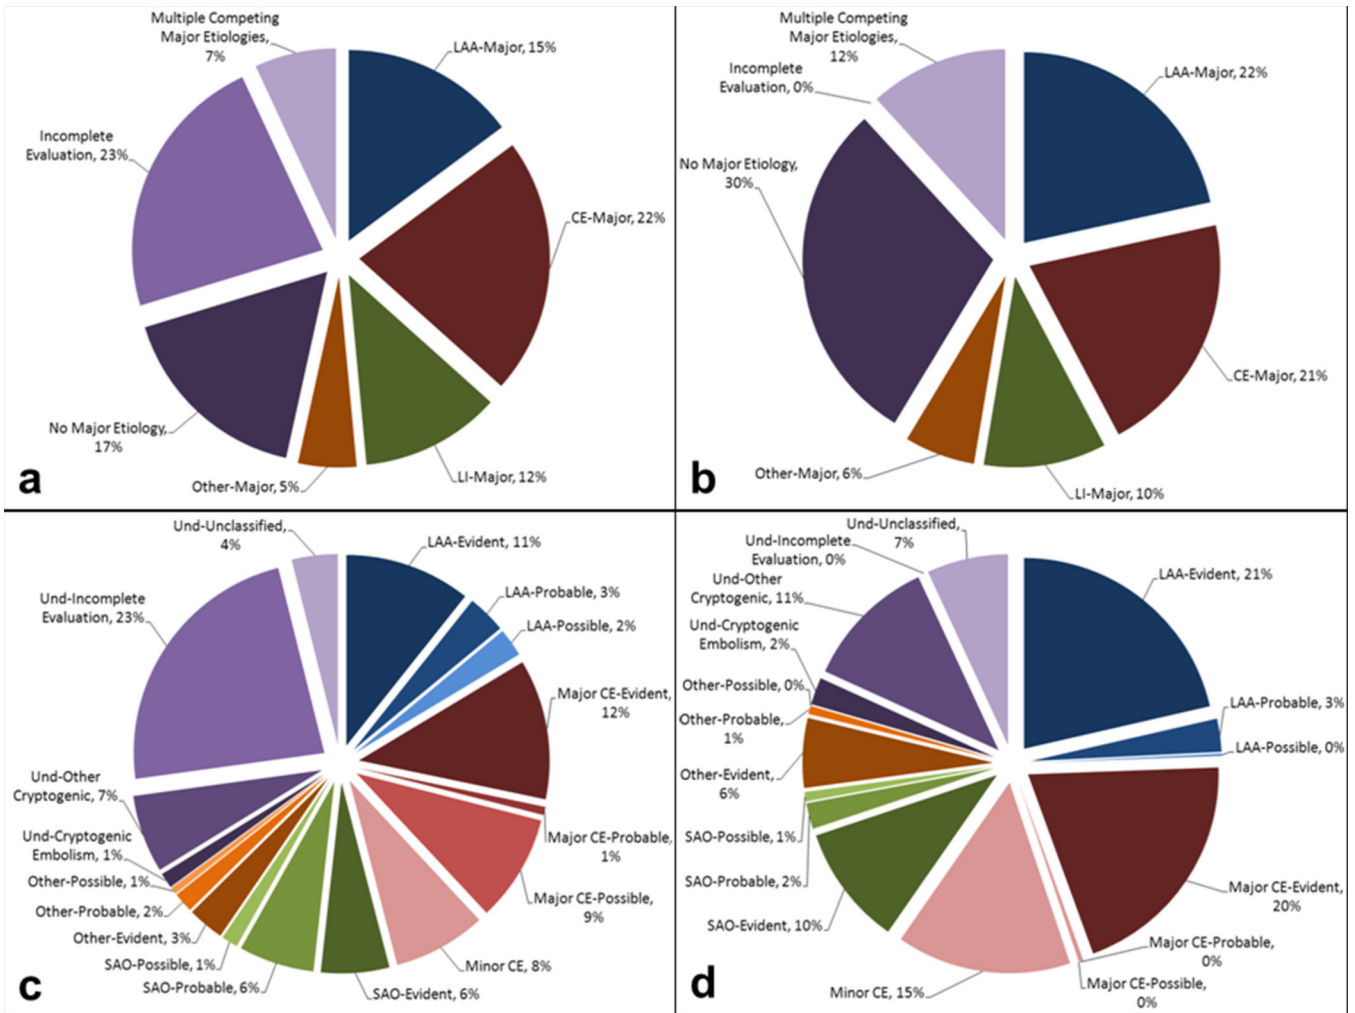 Multiple Competing
Major Etiologies,
7%
LAA-Major, 15%
Incomplete
Evaluation, 23%
CE-Major, 22%
No Major Etiology,
17%
Other-Major, 5%
LI-Major, 12%
a
Multiple Competing
Major Etiologies,
12%
Incomplete
Evaluation, 0%
LAA-Major, 22%
No Major Etiology,
30%
CE-Major, 21%
Other-Major, 6%
LI-Major, 10%
b
Und-Unclassified,
4%
LAA-Evident, 11%
Und-Incomplete
Evaluation, 23%
LAA-Probable, 3%
LAA-Possible, 2%
Major CE-Evident,
12%
Und-Other
Cryptogenic, 7%
Und-Cryptogenic
Embolism, 1%
Major CE-Probable,
1%
Other-Possible, 1%
Major CE-Possible,
9%
Other-Probable, 2%
Other-Evident, 3%
SAO-Possible, 1%
Minor CE, 8%
SAO-Probable, 6%
SAO-Evident, 6%
c
Und-Unclassified,
7%
Und-Incomplete
Evaluation, 0%
Und-Other
Cryptogenic, 11%
LAA-Evident, 21%
Und-Cryptogenic
Embolism, 2%
Other-Possible, 0%
LAA-Probable, 3%
Other-Probable,
1%
LAA-Possible, 0%
Other-Evident,
6%
SAO-Possible, 1%
SAO-Probable, 2%
Major CE-Evident,
20%
SAO-Evident, 10%
Major CE-Probable,
0%
Major CE-Possible,
0%
Minor CE, 15%
d